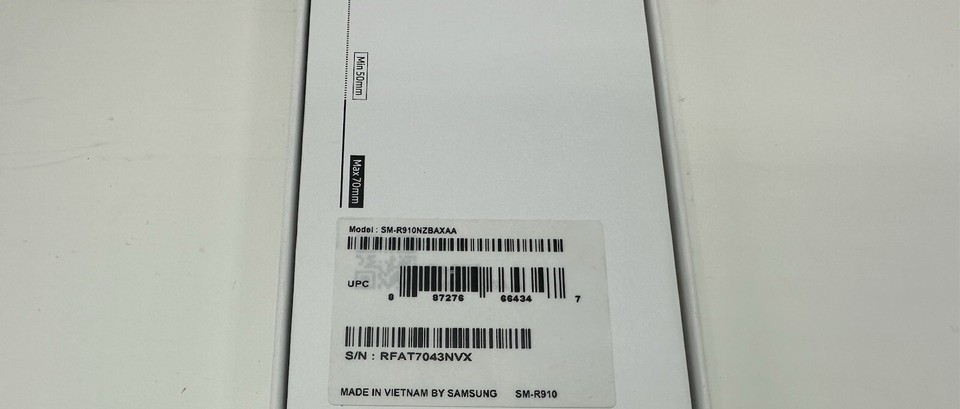 Min 50mm
Max 70mm
Model : SM-R910NZBAXAA
UPC
8 87276 66434 7
S/N : RFAT7043NVX
MADE IN VIETNAM BY SAMSUNG SM-R910